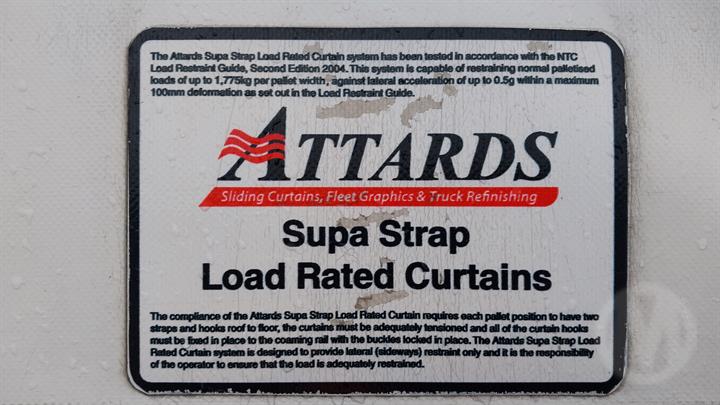 The Attards Supa Strap Load Rated Curtain system has been tested in accordance with the NTC
Load Restraint Guide, Second Edition 2004. This system is capable of restraining normal palletised
loads of up to 1,775kg per pallet width, against lateral acceleration of up to 0.5g within a maximum
100mm deformation as set out in the Load Restraint Guide.
ATTARDS
Sliding Curtains, Fleet Graphics & Truck Refinishing
Supa Strap
Load Rated Curtains
The compliance of the Attards Supa Strap Load Rated Curtain requires each pallet position to have two
straps and hooks roof to floor, the curtains must be adequately tensioned and all of the curtain hooks
must be fixed in place to the coaming rail with the buckles locked in place. The Attards Supa Strap Load
Rated Curtain system is designed to provide lateral (sideways) restraint only and it is the responsibility
of the operator to ensure that the load is adequately restrained.